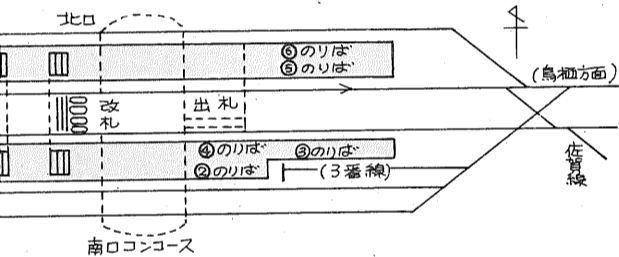 北口
⑥のりば
⑤のりば
(鳥栖方面)
改札
出札
④のりば
③のりば
②のりば
(3番線)
佐賀線
南口コンコース